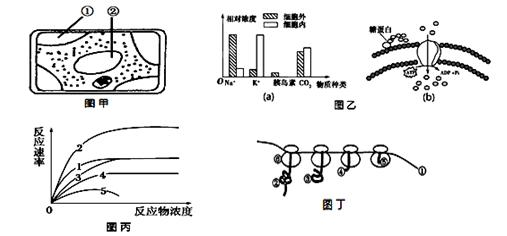 ① ②
图甲
相对浓度
细胞外
细胞内
O Na⁺ K⁺ 胰岛素 CO₂ 物质种类
(a)
图乙
糖蛋白
ATP
ADP+Pi
(b)
反应速率
2
1
3
4
5
0
反应物浓度
图丙
⑥ ② ③ ④ ⑤ ①
图丁